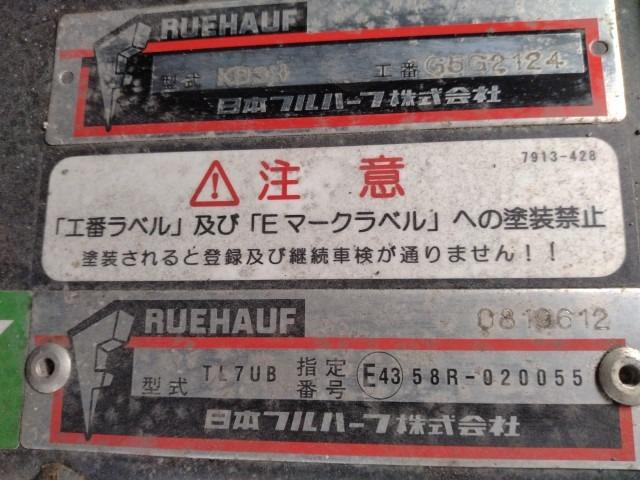 FRUEHAUF
型式 KB3H 工番 G5G2124
日本フルハーフ株式会社
7913-428
注意
「工番ラベル」及び「Eマークラベル」への塗装禁止
塗装されると登録及び継続車検が通りません!!
FRUEHAUF
0819612
型式 TL7UB 指定番号 E43 58R-020055
日本フルハーフ株式会社